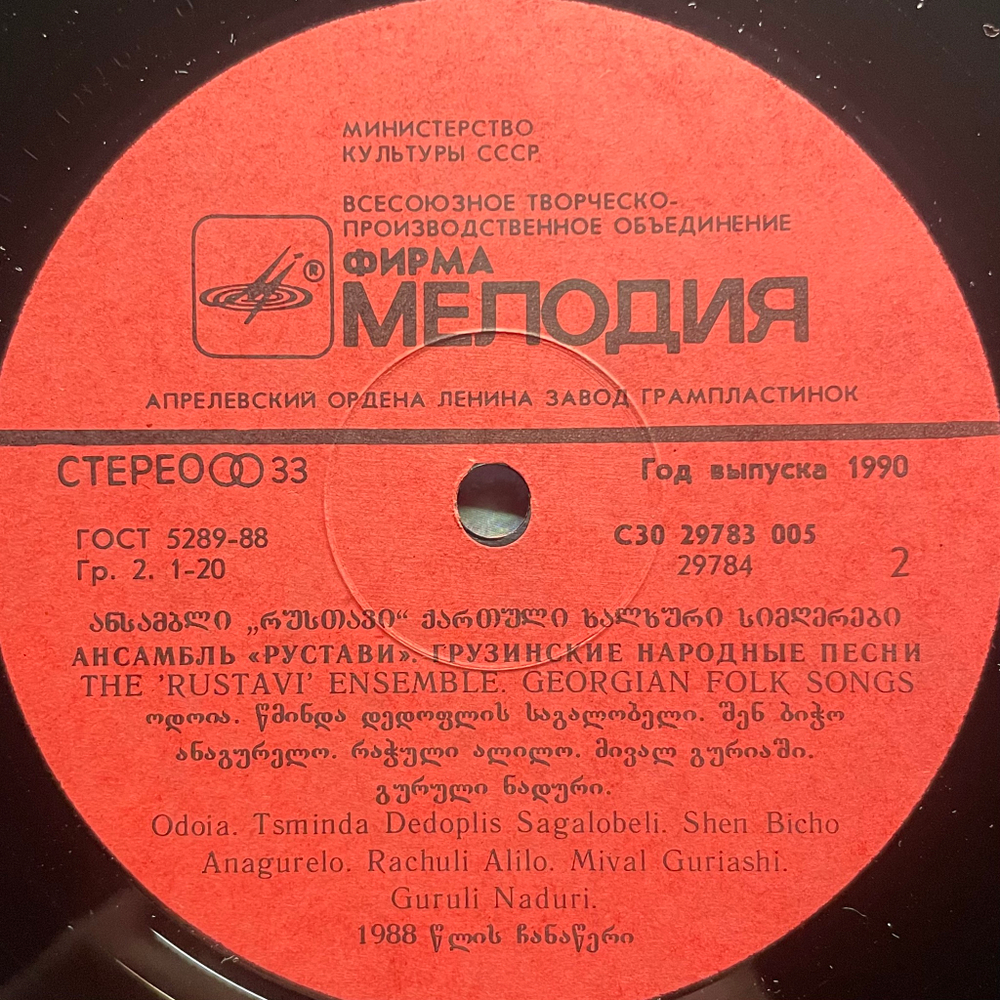 МИНИСТЕРСТВО
КУЛЬТУРЫ СССР
ВСЕСОЮЗНОЕ ТВОРЧЕСКО-
ПРОИЗВОДСТВЕННОЕ ОБЪЕДИНЕНИЕ
®
ФИРМА
МЕЛОДИЯ
АПРЕЛЕВСКИЙ ОРДЕНА ЛЕНИНА ЗАВОД ГРАМПЛАСТИНОК
СТЕРЕО 33
Год выпуска 1990
ГОСТ 5289-88
Гр. 2. 1-20
С30 29783 005
29784
2
ანსამბლი „რუსთავი“ ქართული ხალხური სიმღერები
АНСАМБЛЬ «РУСТАВИ». ГРУЗИНСКИЕ НАРОДНЫЕ ПЕСНИ
THE 'RUSTAVI' ENSEMBLE. GEORGIAN FOLK SONGS
ოდოია. წმინდა დედოფლის საგალობელი. შენ ბიჭო
ანაგურელო. რაჭული ალილო. მივალ გურიაში.
გურული ნადური.
Odoia. Tsminda Dedoplis Sagalobeli. Shen Bicho
Anagurelo. Rachuli Alilo. Mival Guriashi.
Guruli Naduri.
1988 წლის ჩანაწერი